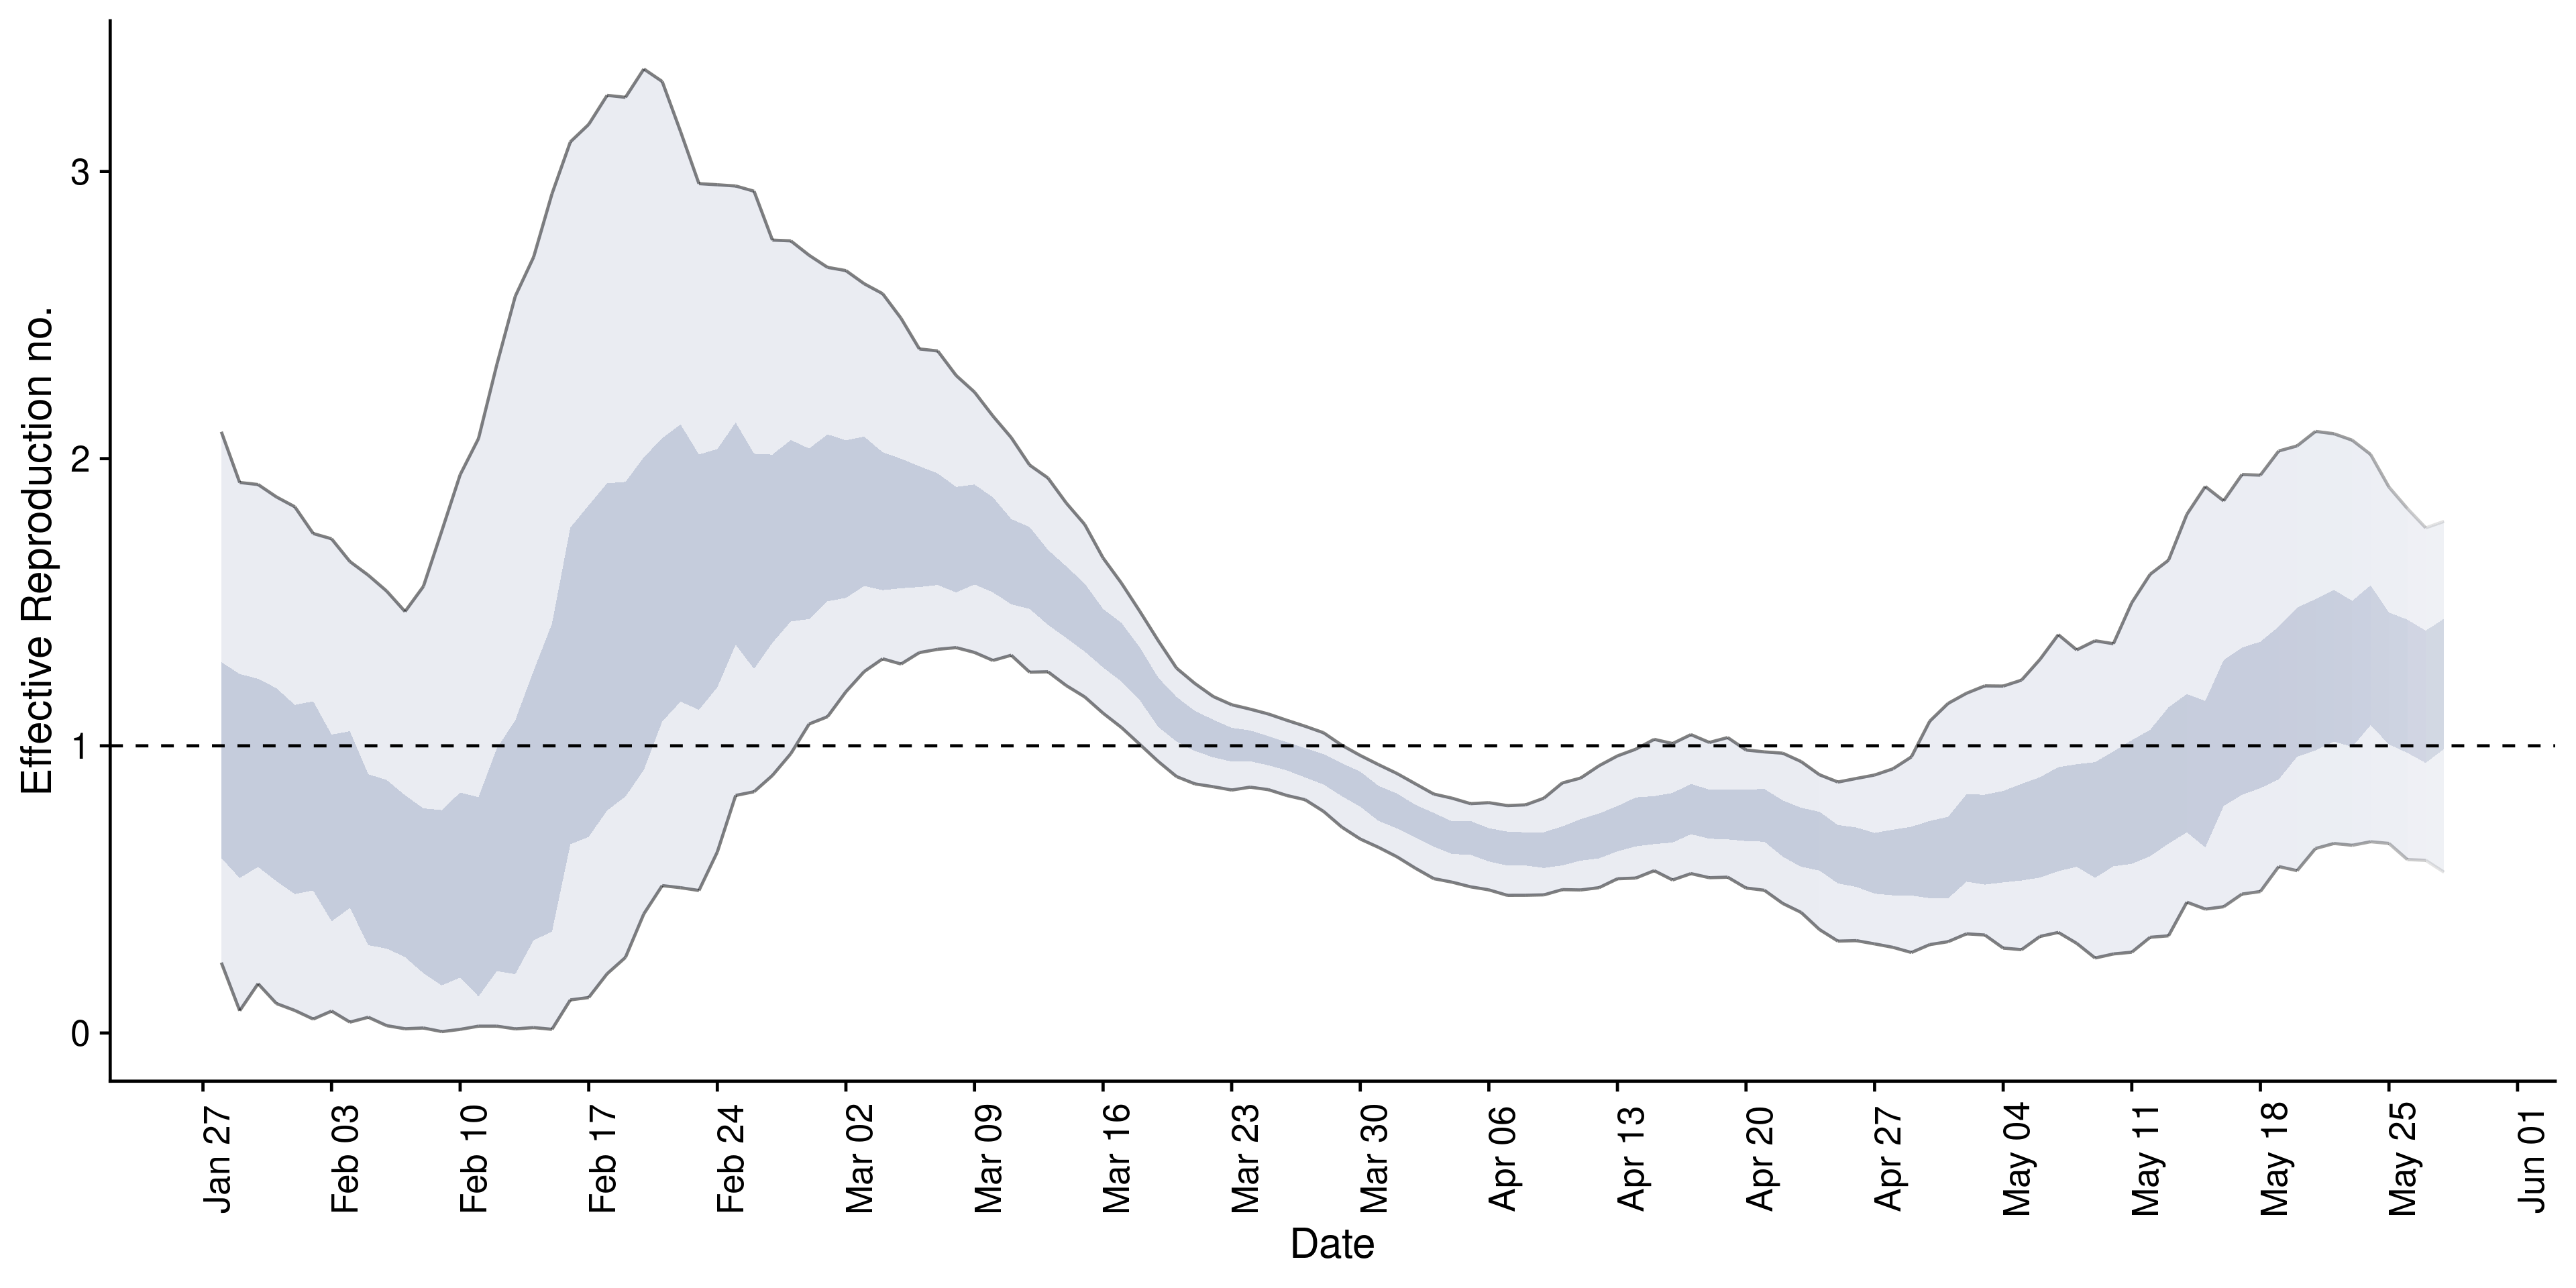 Effective Reproduction no.
3
2
1
0
Jan 27
Feb 03
Feb 10
Feb 17
Feb 24
Mar 02
Mar 09
Mar 16
Mar 23
Mar 30
Apr 06
Apr 13
Apr 20
Apr 27
May 04
May 11
May 18
May 25
Jun 01
Date